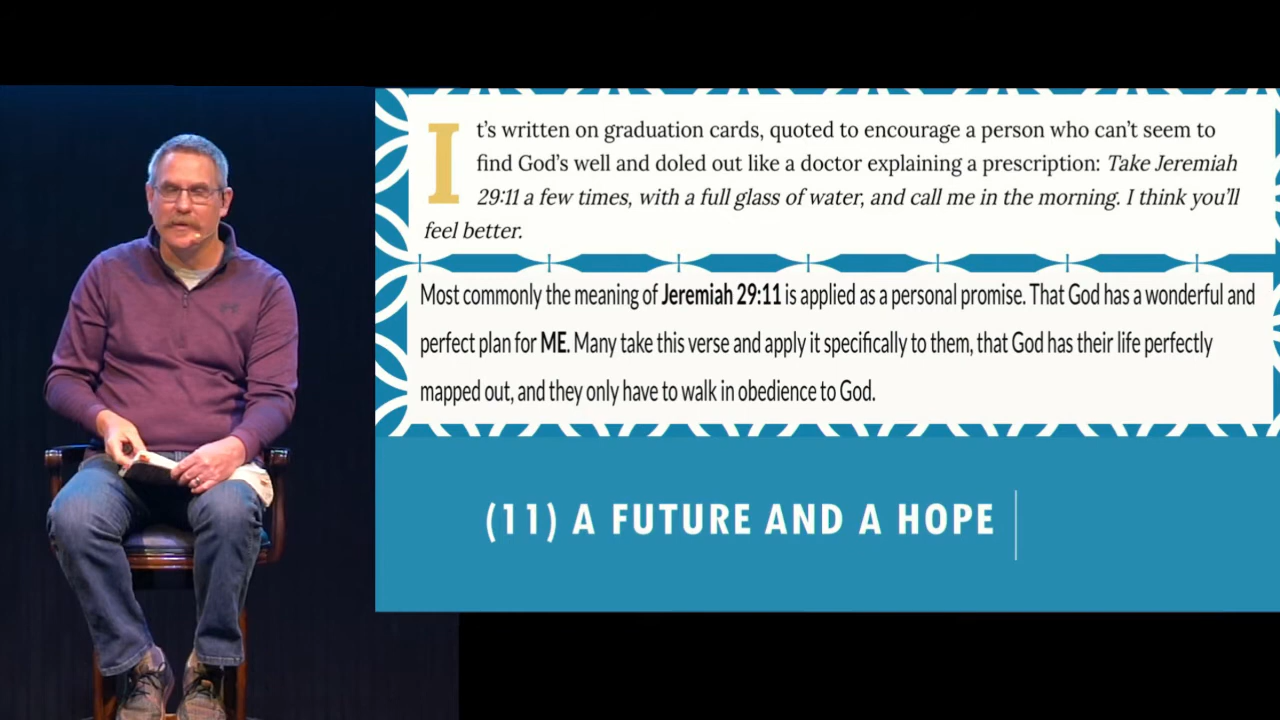 It's written on graduation cards, quoted to encourage a person who can't seem to
find God's well and doled out like a doctor explaining a prescription: Take Jeremiah
29:11 a few times, with a full glass of water, and call me in the morning. I think you'll
feel better.
Most commonly the meaning of Jeremiah 29:11 is applied as a personal promise. That God has a wonderful and
perfect plan for ME. Many take this verse and apply it specifically to them, that God has their life perfectly
mapped out, and they only have to walk in obedience to God.
(11) A FUTURE AND A HOPE